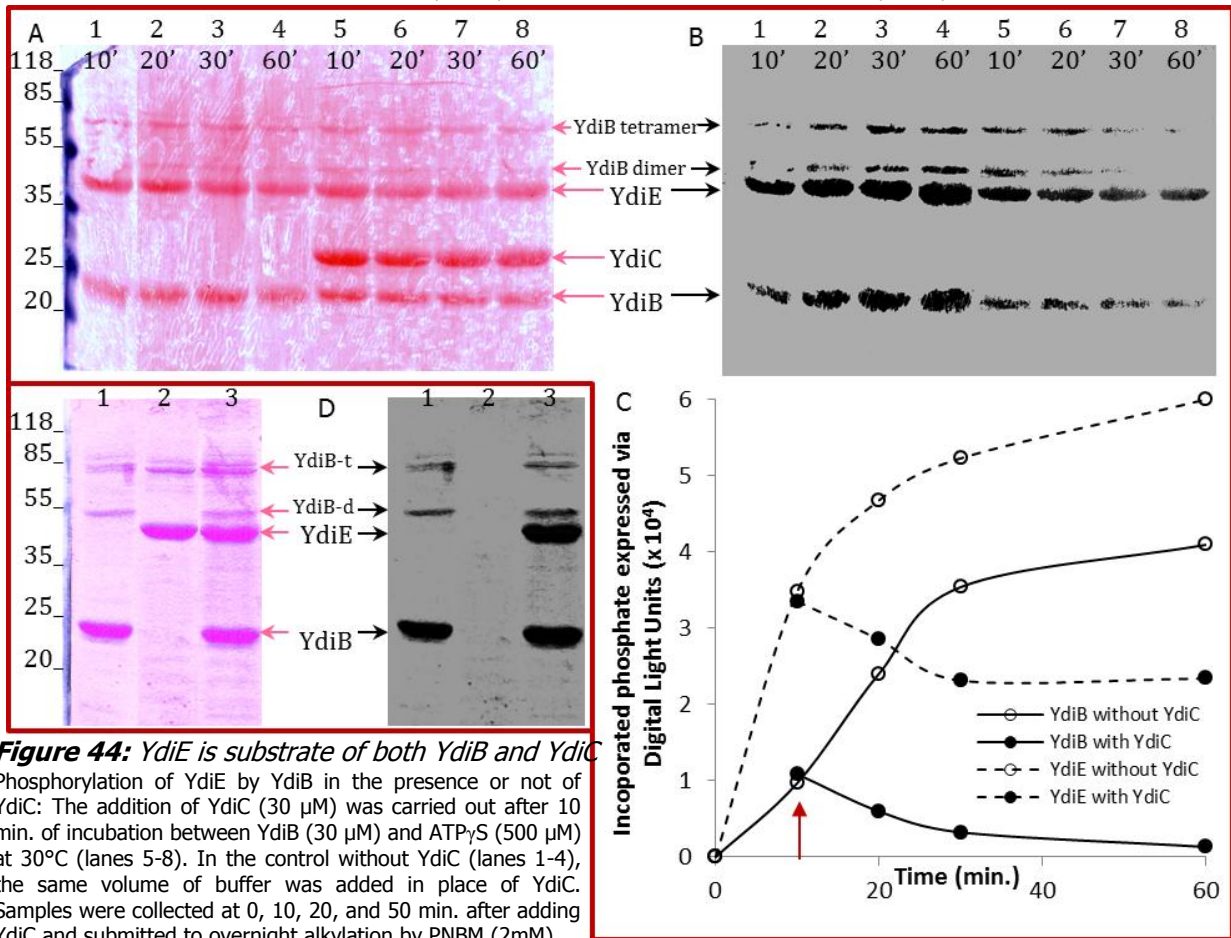 A
1 2 3 4 5 6 7 8
10’ 20’ 30’ 60’ 10’ 20’ 30’ 60’
118
85
55
35
25
20
YdiB tetramer
YdiB dimer
YdiE
YdiC
YdiB
B
1 2 3 4 5 6 7 8
10’ 20’ 30’ 60’ 10’ 20’ 30’ 60’
1 2 3 D 1 2 3
118
85
55
35
25
20
YdiB-t
YdiB-d
YdiE
YdiB
C
Incoporated phosphate expressed via
Digital Light Units (x 10⁴)
6
5
4
3
2
1
0
YdiB without YdiC
YdiB with YdiC
YdiE without YdiC
YdiE with YdiC
Time (min.)
0 20 40 60
Figure 44: YdiE is substrate of both YdiB and YdiC
Phosphorylation of YdiE by YdiB in the presence or not of
YdiC: The addition of YdiC (30 µM) was carried out after 10
min. of incubation between YdiB (30 µM) and ATPγS (500 µM)
at 30°C (lanes 5-8). In the control without YdiC (lanes 1-4),
the same volume of buffer was added in place of YdiC.
Samples were collected at 0, 10, 20, and 50 min. after adding
YdiC and submitted to overnight alkylation by PNBM (2mM)